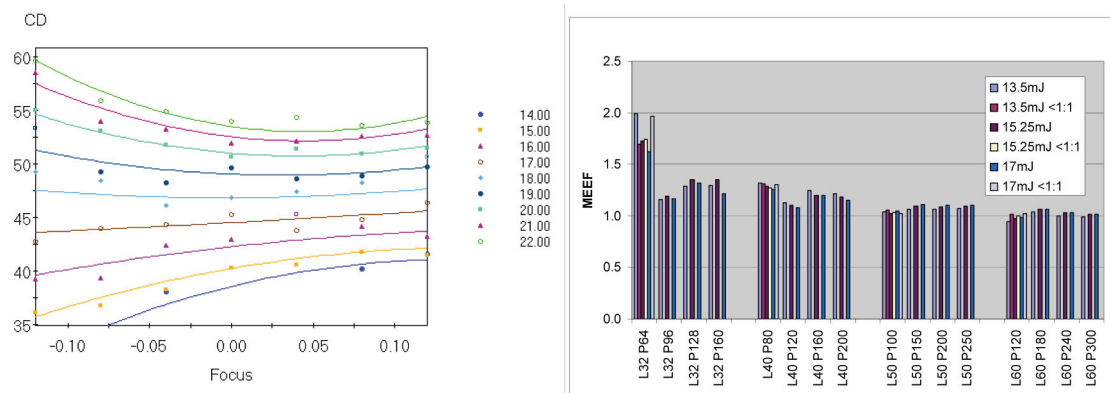 CD
60
55
50
45
40
35
-0.10
-0.05
0.00
0.05
0.10
Focus
14.00
15.00
16.00
17.00
18.00
19.00
20.00
21.00
22.00
MEEF
2.5
2.0
1.5
1.0
0.5
0.0
13.5mJ
13.5mJ <1:1
15.25mJ
15.25mJ <1:1
17mJ
17mJ <1:1
L32 P64
L32 P96
L32 P128
L32 P160
L40 P80
L40 P120
L40 P160
L40 P200
L50 P100
L50 P150
L50 P200
L50 P250
L60 P120
L60 P180
L60 P240
L60 P300